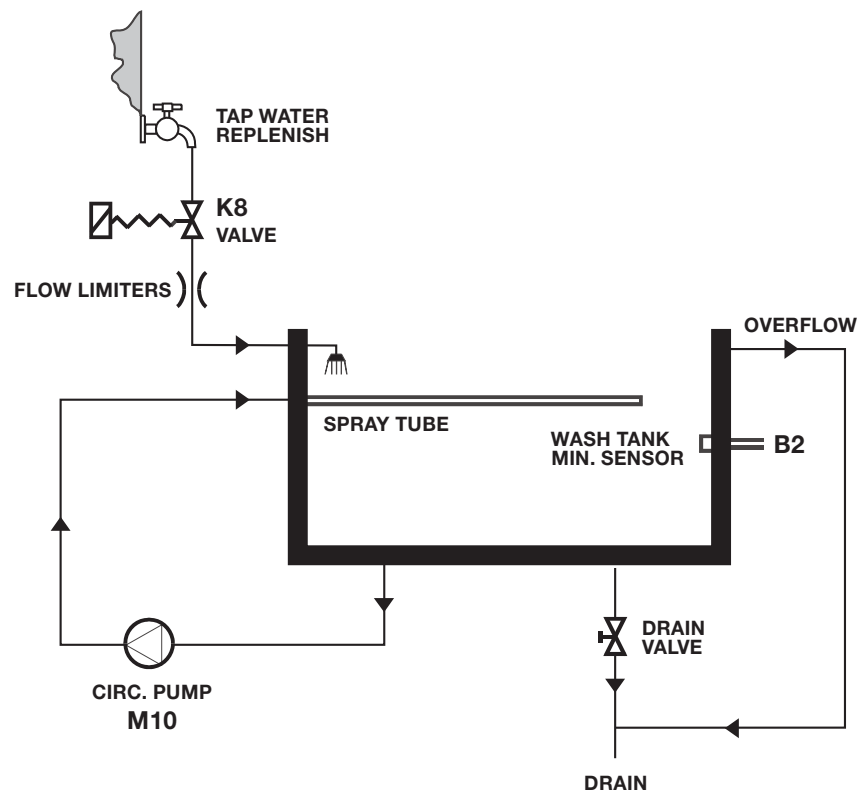 TAP WATER
REPLENISH
K8
VALVE
FLOW LIMITERS
OVERFLOW
SPRAY TUBE
WASH TANK
MIN. SENSOR
B2
DRAIN
VALVE
CIRC. PUMP
M10
DRAIN